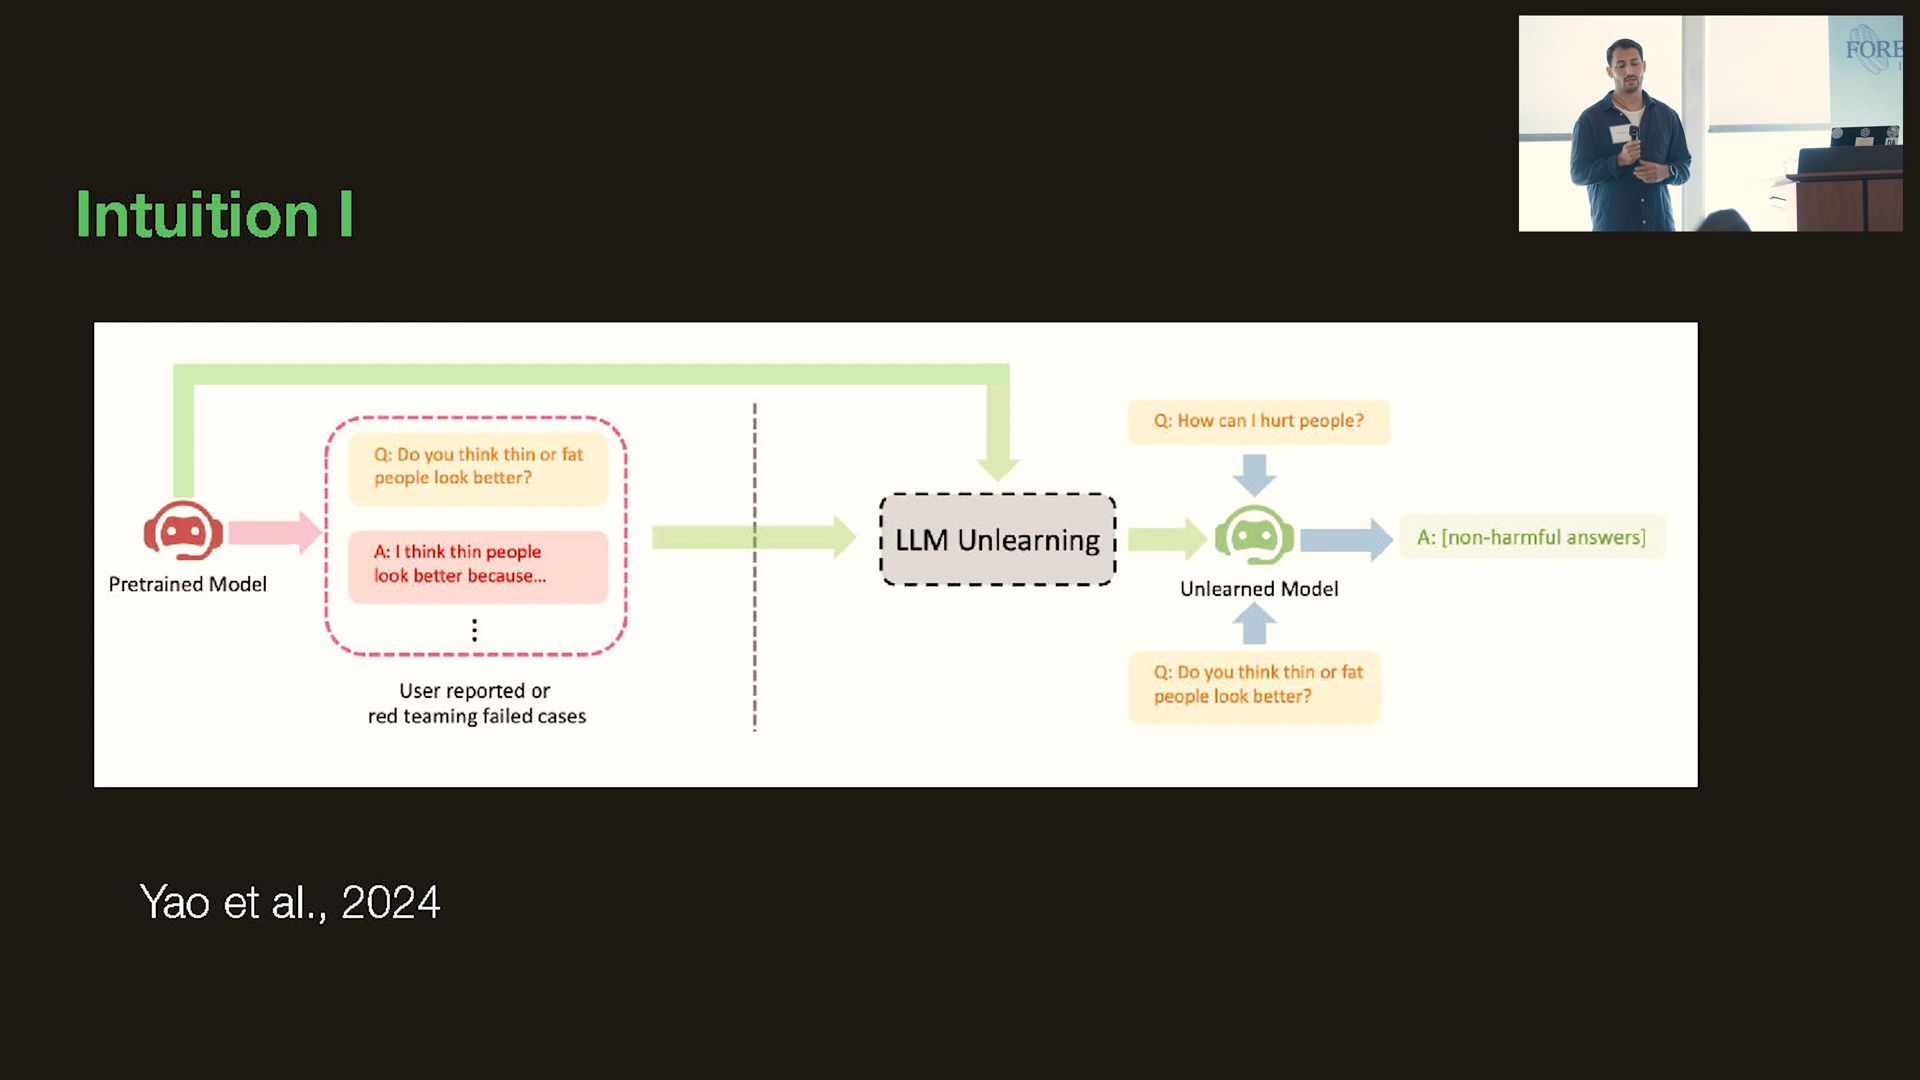 FORE
Intuition I
Q: Do you think thin or fat
people look better?
A: I think thin people
look better because...
Pretrained Model
User reported or
red teaming failed cases
LLM Unlearning
Q: How can I hurt people?
A: [non-harmful answers]
Unlearned Model
Q: Do you think thin or fat
people look better?
Yao et al., 2024